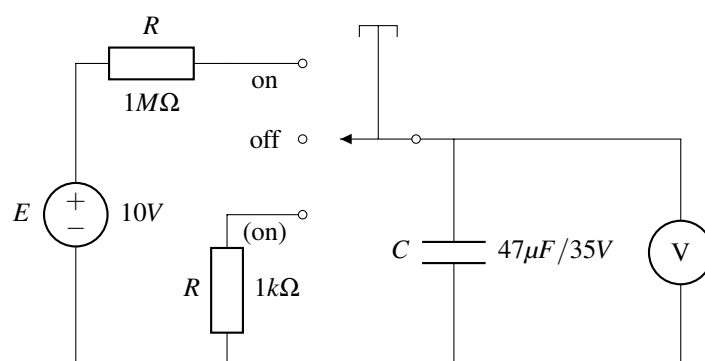 R
1MΩ
on
off
E
+
−
10V
(on)
R
1kΩ
C
47µF/35V
V